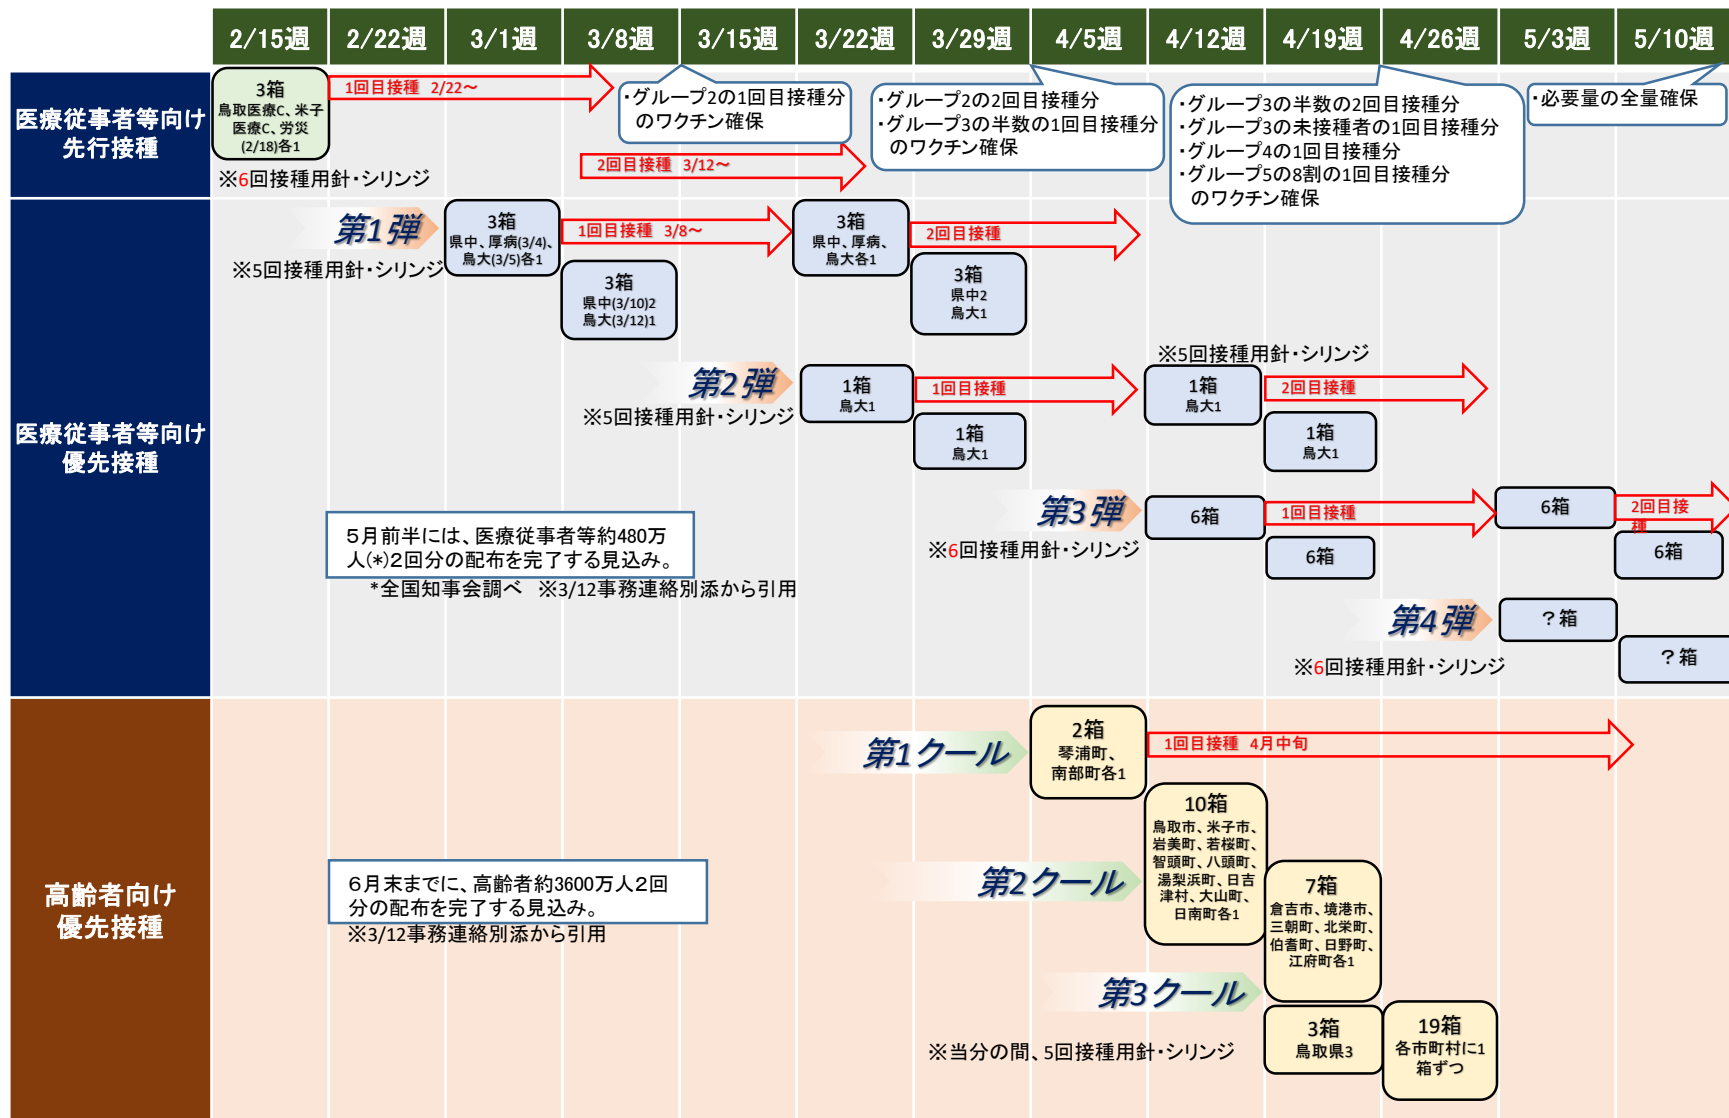 2/15週
2/22週
3/1週
3/8週
3/15週
3/22週
3/29週
4/5週
4/12週
4/19週
4/26週
5/3週
5/10週
医療従事者等向け
先行接種
3箱
鳥取医療C、米子
医療C、労災
(2/18)各1
※6回接種用針・シリンジ
1回目接種 2/22～
2回目接種 3/12～
・グループ2の1回目接種分
のワクチン確保
・グループ2の2回目接種分
・グループ3の半数の1回目接種分
のワクチン確保
・グループ3の半数の2回目接種分
・グループ3の未接種者の1回目接種分
・グループ4の1回目接種分
・グループ5の8割の1回目接種分
のワクチン確保
・必要量の全量確保
医療従事者等向け
優先接種
第1弾
※5回接種用針・シリンジ
3箱
県中、厚病(3/4)、
鳥大(3/5)各1
1回目接種 3/8～
3箱
県中(3/10)2
鳥大(3/12)1
3箱
県中、厚病、
鳥大各1
2回目接種
3箱
県中2
鳥大1
第2弾
※5回接種用針・シリンジ
1箱
鳥大1
1回目接種
1箱
鳥大1
※5回接種用針・シリンジ
1箱
鳥大1
2回目接種
1箱
鳥大1
第3弾
※6回接種用針・シリンジ
6箱
1回目接種
6箱
6箱
2回目接
種
6箱
5月前半には、医療従事者等約480万
人(*)2回分の配布を完了する見込み。
*全国知事会調べ ※3/12事務連絡別添から引用
第4弾
※6回接種用針・シリンジ
？箱
？箱
高齢者向け
優先接種
第1クール
2箱
琴浦町、
南部町各1
1回目接種 4月中旬
第2クール
10箱
鳥取市、米子市、
岩美町、若桜町、
智頭町、八頭町、
湯梨浜町、日吉
津村、大山町、
日南町各1
7箱
倉吉市、境港市、
三朝町、北栄町、
伯耆町、日野町、
江府町各1
6月末までに、高齢者約3600万人2回
分の配布を完了する見込み。
※3/12事務連絡別添から引用
第3クール
※当分の間、5回接種用針・シリンジ
3箱
鳥取県3
19箱
各市町村に1
箱ずつ